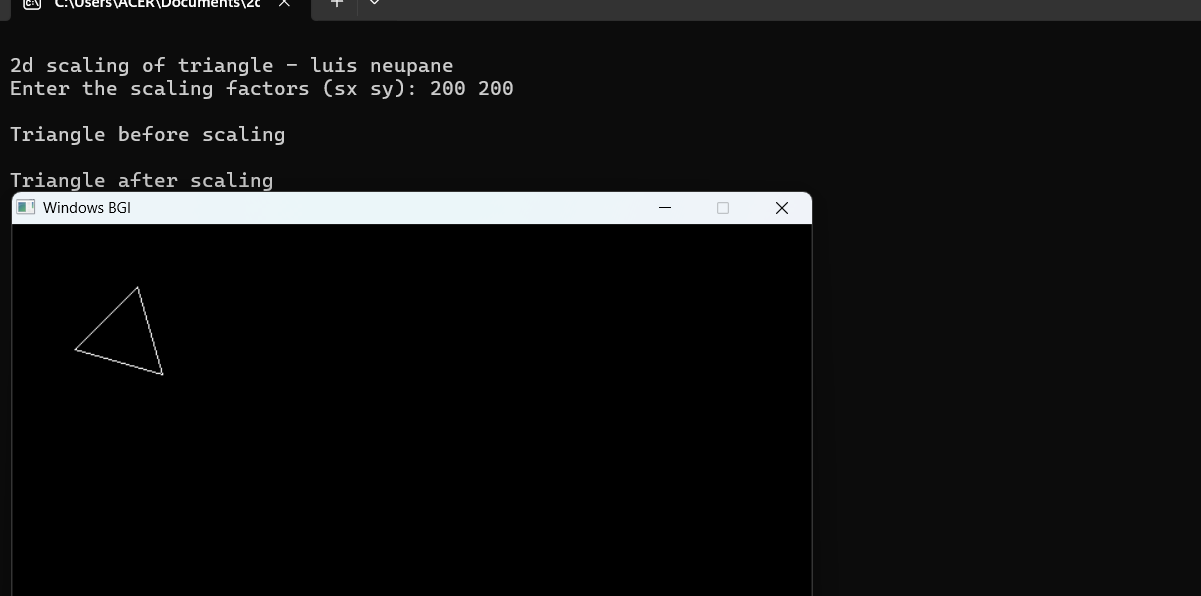 C:\Users\ACER\Documents\2d
2d scaling of triangle - luis neupane
Enter the scaling factors (sx sy): 200 200
Triangle before scaling
Triangle after scaling
Windows BGI